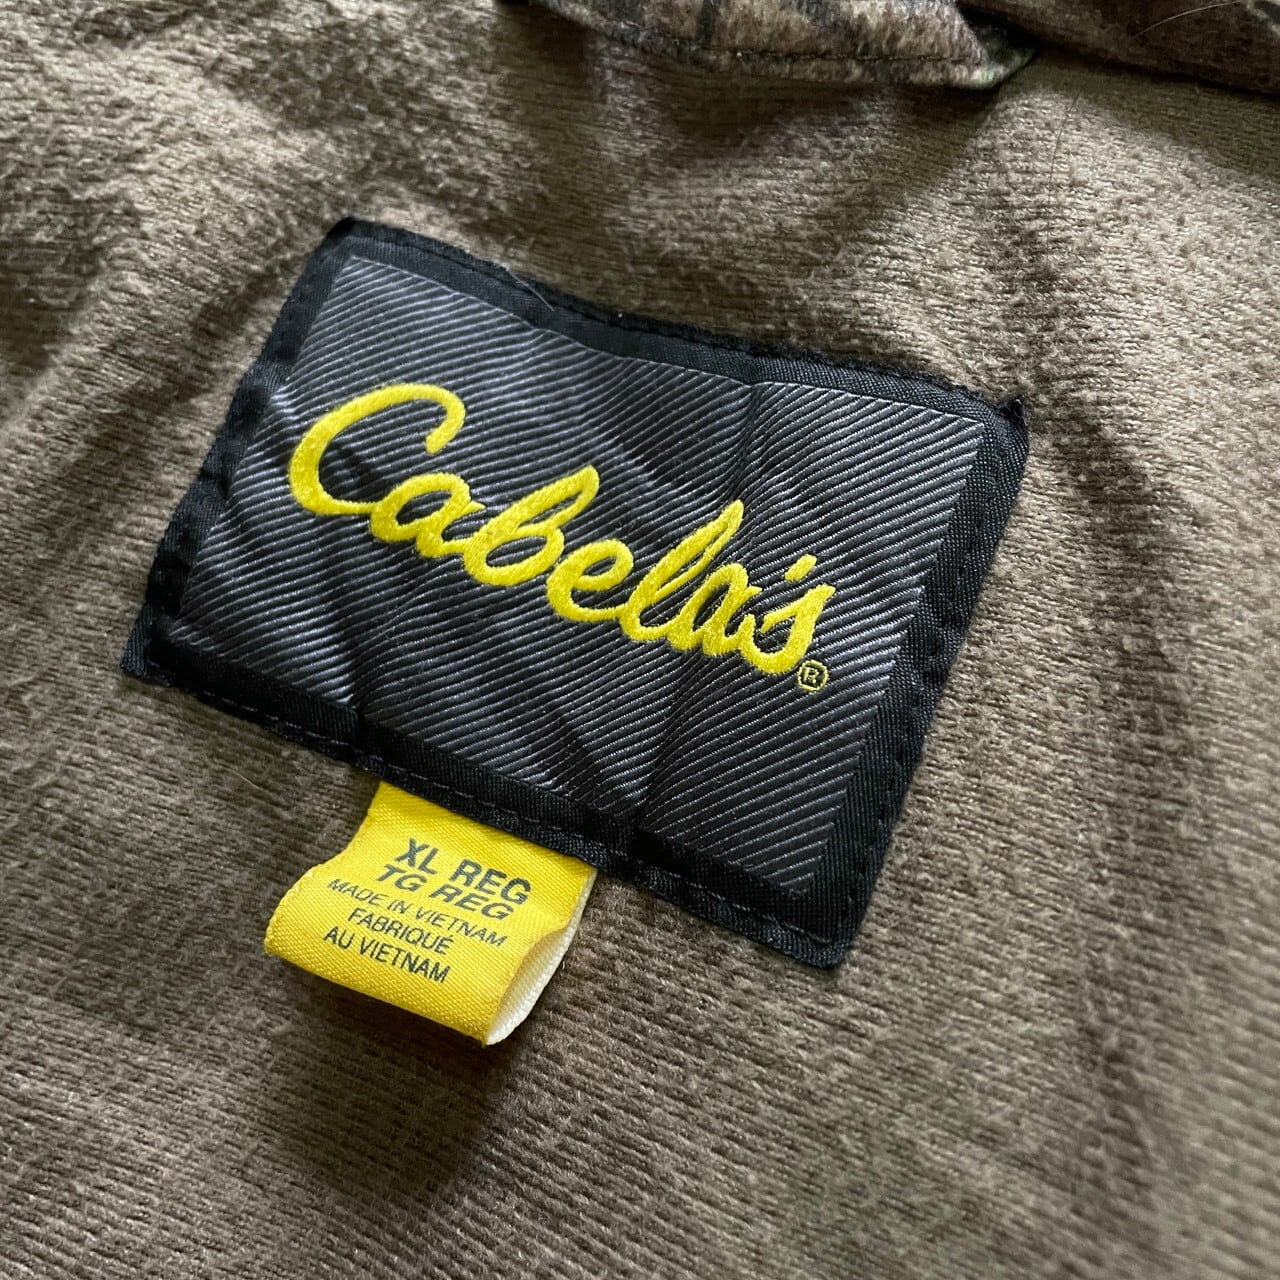 Cabela's®
XL REG
TG REG
MADE IN VIETNAM
FABRIQUÉ
AU VIETNAM